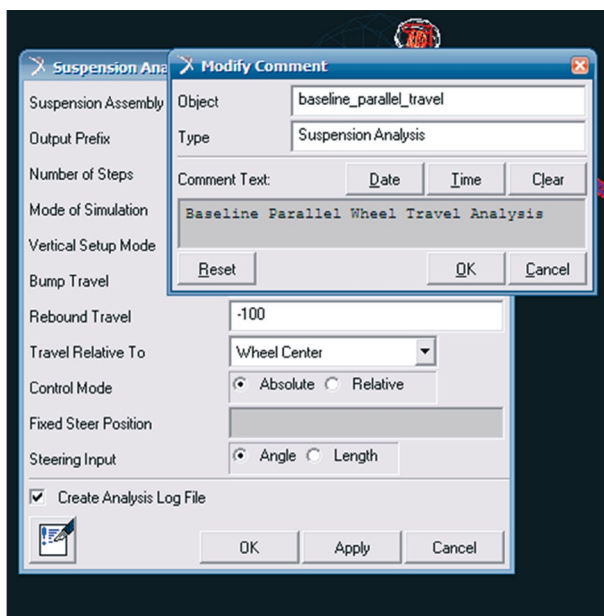 Suspension Ana
Modify Comment
Suspension Assembly
Object
baseline_parallel_travel
Output Prefix
Type
Suspension Analysis
Number of Steps
Comment Text:
Date
Time
Clear
Mode of Simulation
Baseline Parallel Wheel Travel Analysis
Vertical Setup Mode
Bump Travel
Reset
OK
Cancel
Rebound Travel
-100
Travel Relative To
Wheel Center
Control Mode
Absolute
Relative
Fixed Steer Position
Steering Input
Angle
Length
Create Analysis Log File
OK
Apply
Cancel